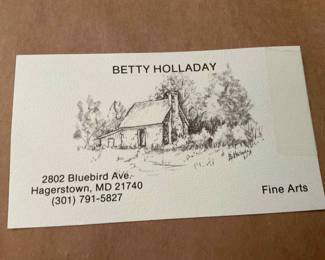 BETTY HOLLADAY
2802 Bluebird Ave.
Hagerstown, MD 21740
(301) 791-5827
Fine Arts